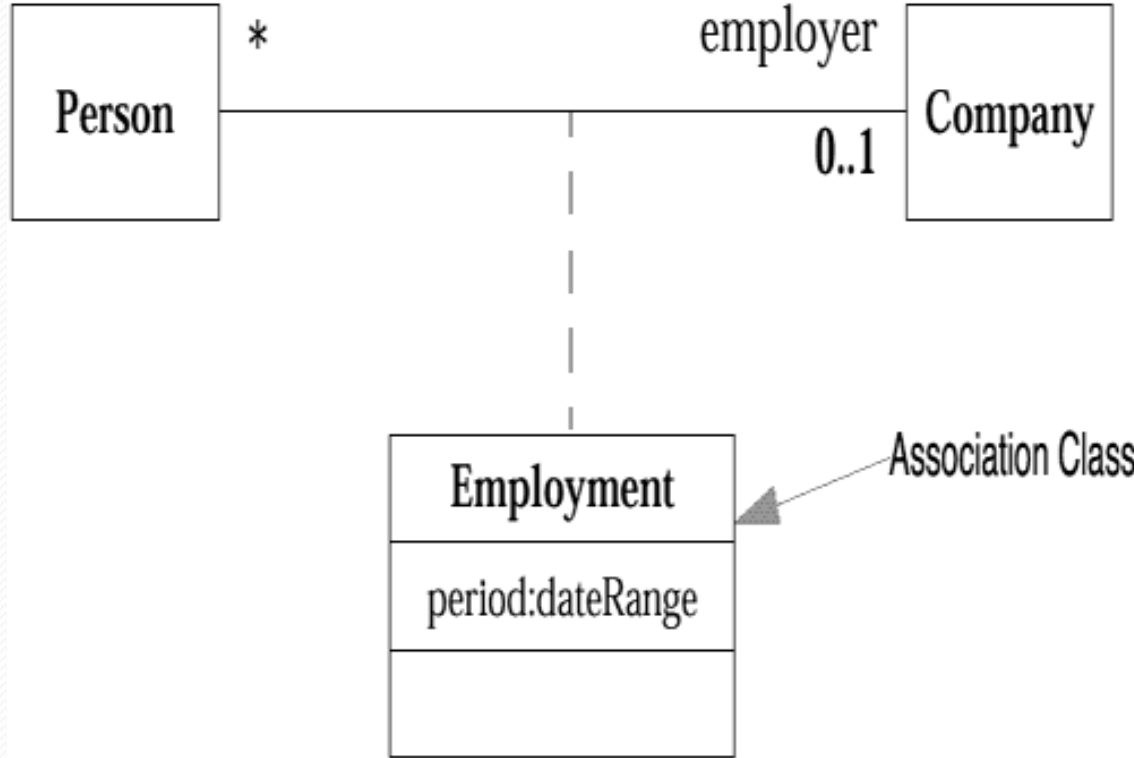 *
employer
Person
Company
0..1
Association Class
Employment
period:dateRange